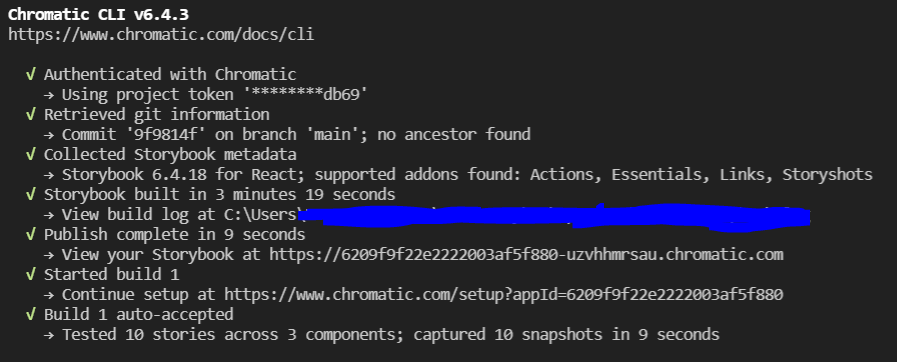 Chromatic CLI v6.4.3
https://www.chromatic.com/docs/cli
√ Authenticated with Chromatic
→ Using project token '********db69'
√ Retrieved git information
→ Commit '9f9814f' on branch 'main'; no ancestor found
√ Collected Storybook metadata
→ Storybook 6.4.18 for React; supported addons found: Actions, Essentials, Links, Storyshots
√ Storybook built in 3 minutes 19 seconds
→ View build log at C:\Users\
√ Publish complete in 9 seconds
→ View your Storybook at https://6209f9f22e2222003af5f880-uzvhhmrsau.chromatic.com
√ Started build 1
→ Continue setup at https://www.chromatic.com/setup?appId=6209f9f22e2222003af5f880
√ Build 1 auto-accepted
→ Tested 10 stories across 3 components; captured 10 snapshots in 9 seconds